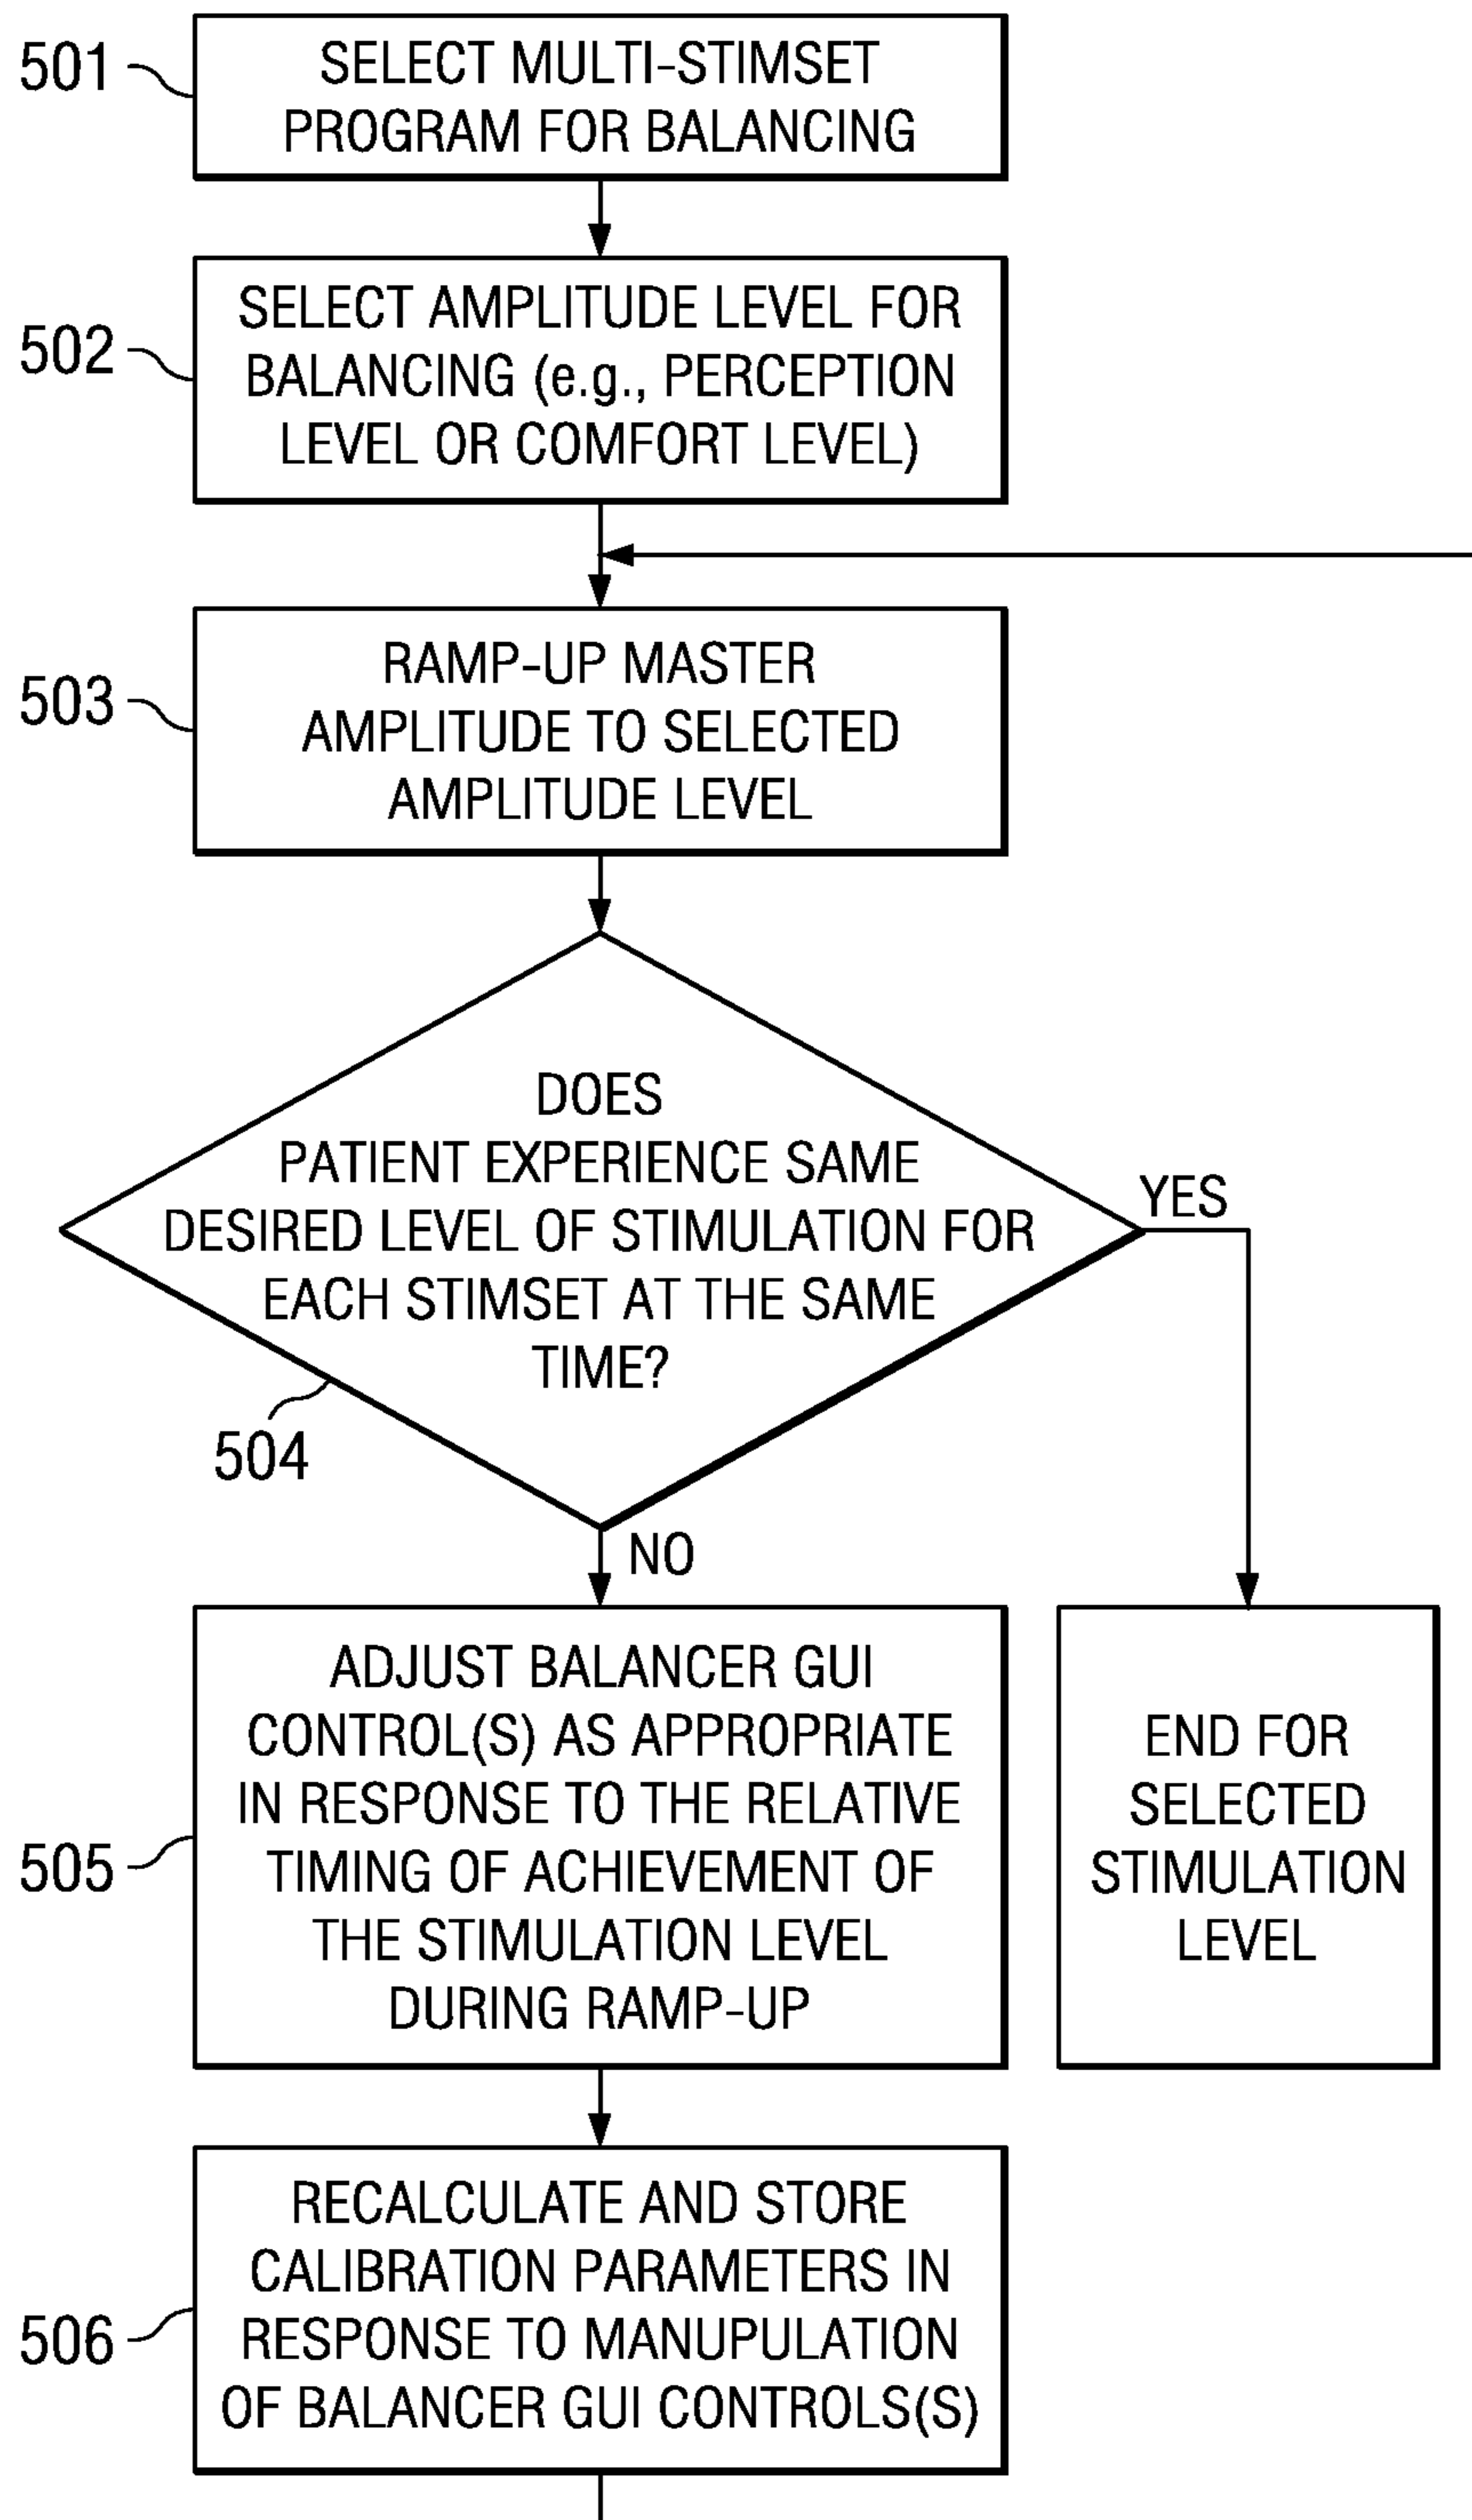 501
SELECT MULTI-STIMSET
PROGRAM FOR BALANCING
502
SELECT AMPLITUDE LEVEL FOR
BALANCING (e.g., PERCEPTION
LEVEL OR COMFORT LEVEL)
503
RAMP-UP MASTER
AMPLITUDE TO SELECTED
AMPLITUDE LEVEL
DOES
PATIENT EXPERIENCE SAME
DESIRED LEVEL OF STIMULATION FOR
EACH STIMSET AT THE SAME
TIME?
504
YES
NO
505
ADJUST BALANCER GUI
CONTROL(S) AS APPROPRIATE
IN RESPONSE TO THE RELATIVE
TIMING OF ACHIEVEMENT OF
THE STIMULATION LEVEL
DURING RAMP-UP
END FOR
SELECTED
STIMULATION
LEVEL
506
RECALCULATE AND STORE
CALIBRATION PARAMETERS IN
RESPONSE TO MANUPULATION
OF BALANCER GUI CONTROLS(S)